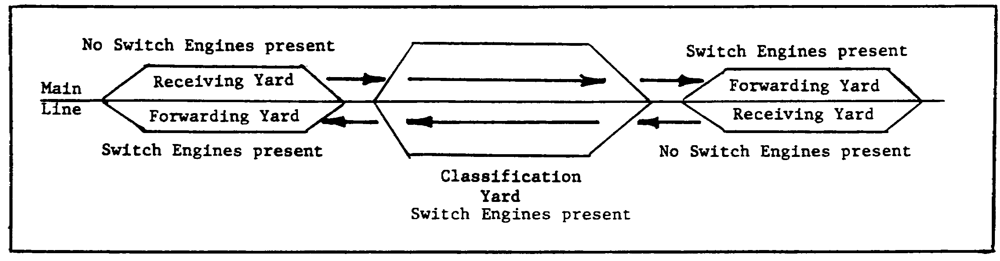 No Switch Engines present
Receiving Yard
Main
Line
Forwarding Yard
Switch Engines present
Classification
Yard
Switch Engines present
Switch Engines present
Forwarding Yard
Receiving Yard
No Switch Engines present